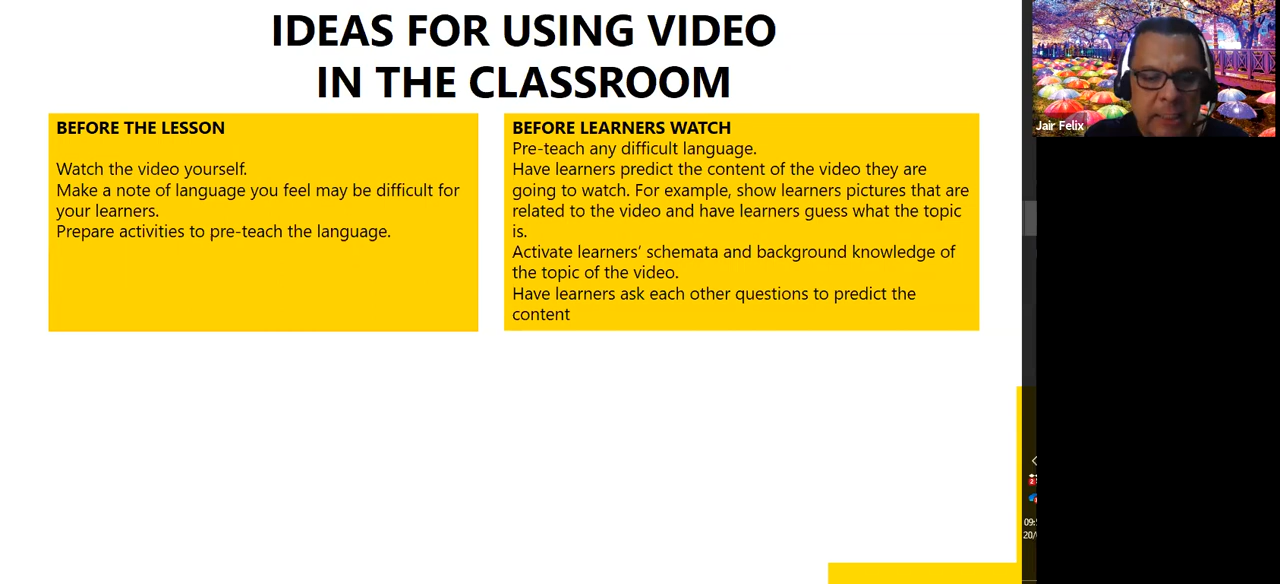 IDEAS FOR USING VIDEO
IN THE CLASSROOM
BEFORE THE LESSON
Watch the video yourself.
Make a note of language you feel may be difficult for
your learners.
Prepare activities to pre-teach the language.
BEFORE LEARNERS WATCH
Pre-teach any difficult language.
Have learners predict the content of the video they are
going to watch. For example, show learners pictures that are
related to the video and have learners guess what the topic
is.
Activate learners’ schemata and background knowledge of
the topic of the video.
Have learners ask each other questions to predict the
content
Jair Felix